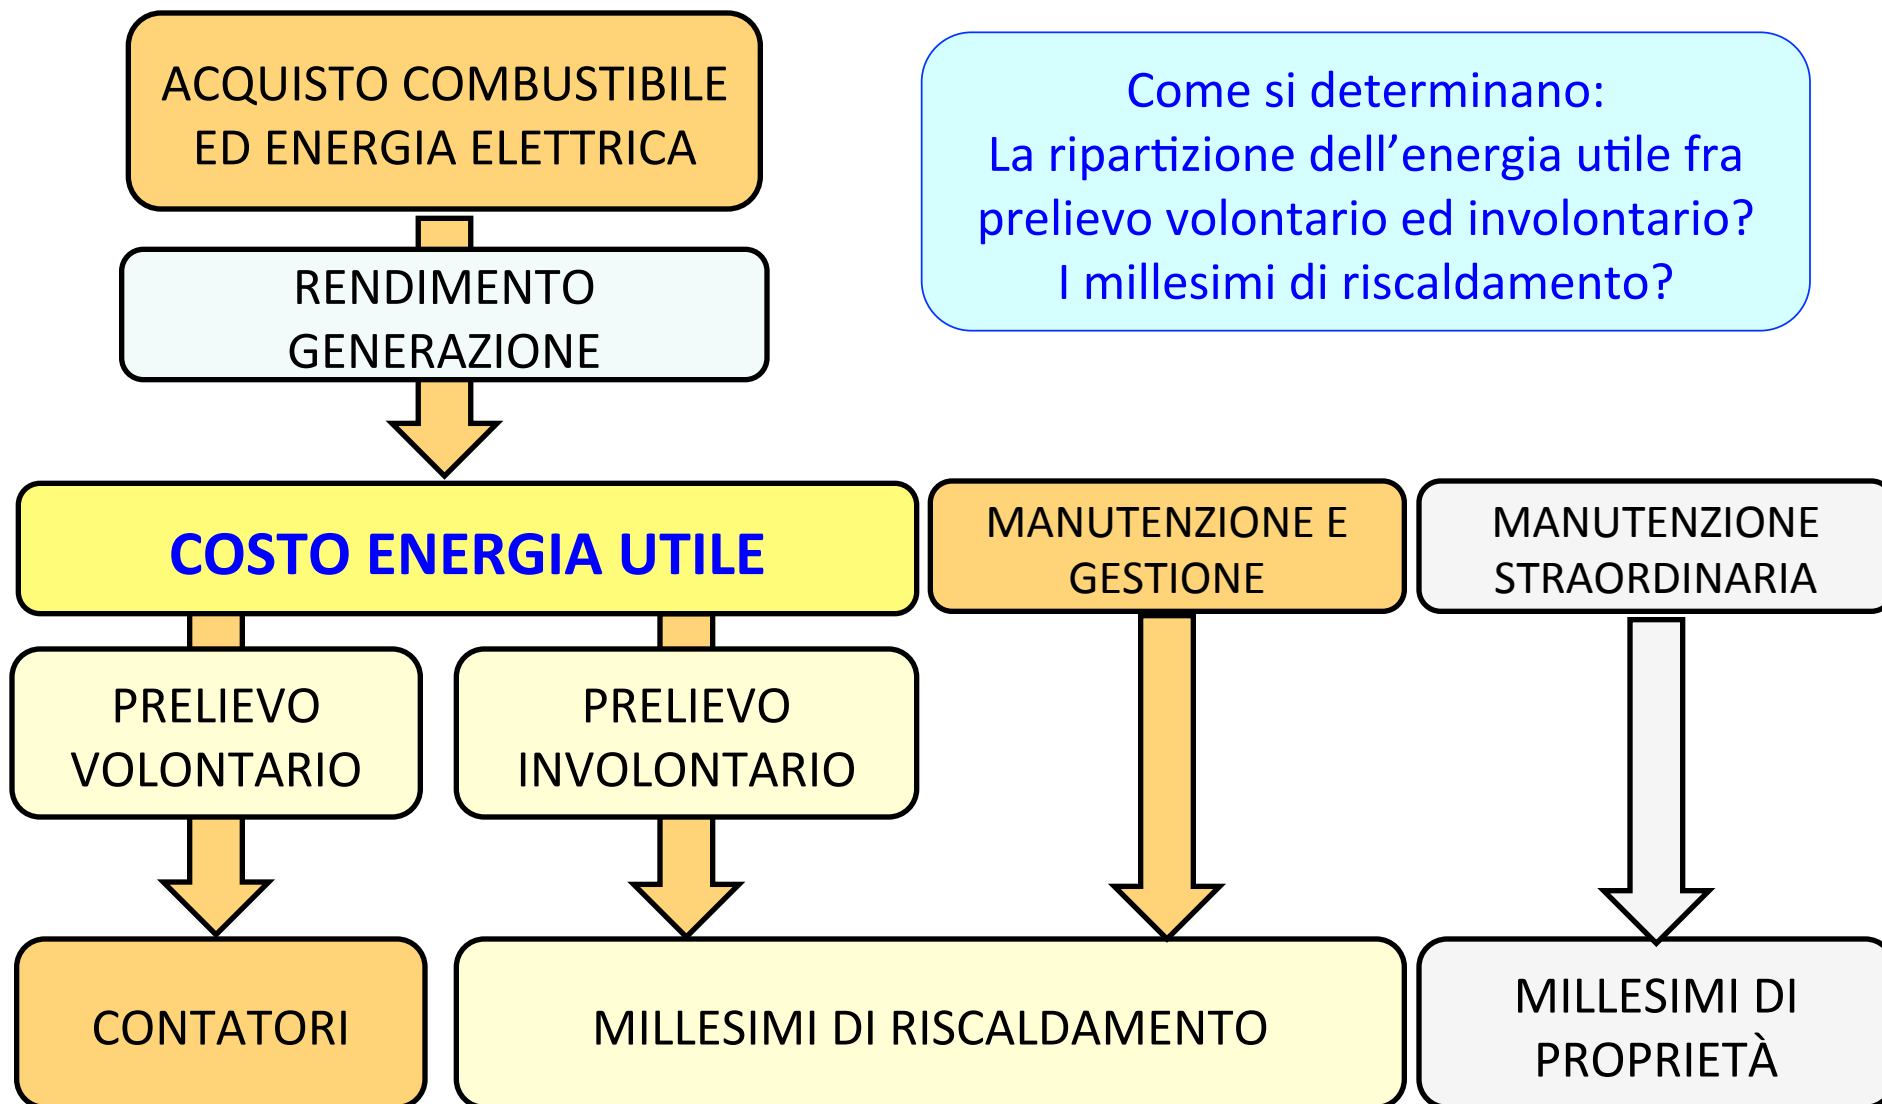 ACQUISTO COMBUSTIBILE
ED ENERGIA ELETTRICA
Come si determinano:
La ripartizione dell’energia utile fra
prelievo volontario ed involontario?
I millesimi di riscaldamento?
RENDIMENTO
GENERAZIONE
COSTO ENERGIA UTILE
MANUTENZIONE E
GESTIONE
MANUTENZIONE
STRAORDINARIA
PRELIEVO
VOLONTARIO
PRELIEVO
INVOLONTARIO
CONTATORI
MILLESIMI DI RISCALDAMENTO
MILLESIMI DI
PROPRIETÀ